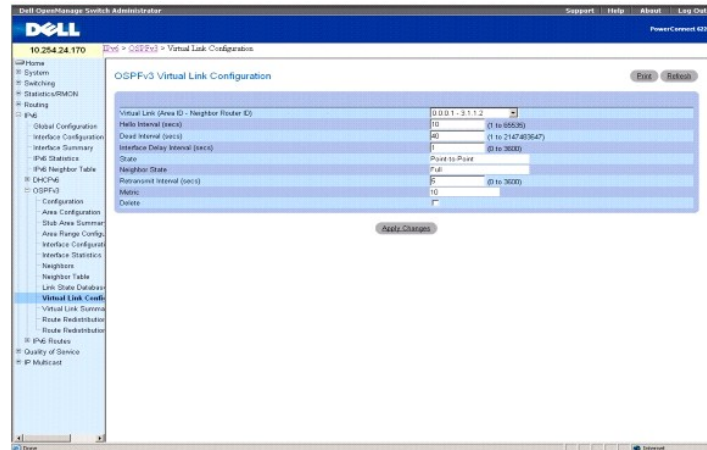 Dell OpenManage Switch Administrator
Support Help About Log Out
DELL
PowerConnect 622
10.254.24.170
IPv6 > OSPFv3 > Virtual Link Configuration
Home
System
Switching
Statistics/RMON
Routing
IPv6
Global Configuration
Interface Configuration
Interface Summary
IPv6 Statistics
IPv6 Neighbor Table
DHCPv6
OSPFv3
Configuration
Area Configuration
Stub Area Summar
Area Range Configu
Interface Configurati
Interface Statistics
Neighbors
Neighbor Table
Link State Databas
Virtual Link Confi
Virtual Link Summa
Route Redistribution
Route Redistribution
IPv6 Routes
Quality of Service
IP Multicast
OSPFv3 Virtual Link Configuration
Print Refresh
Virtual Link (Area ID - Neighbor Router ID) 0.0.0.1 - 3.1.1.2
Hello Interval (secs) 10 (1 to 65535)
Dead Interval (secs) 40 (1 to 2147483647)
Interface Delay Interval (secs) 1 (0 to 3600)
State Point-to-Point
Neighbor State Full
Retransmit Interval (secs) 5 (0 to 3600)
Metric 10
Delete
Apply Changes
Done
Internet